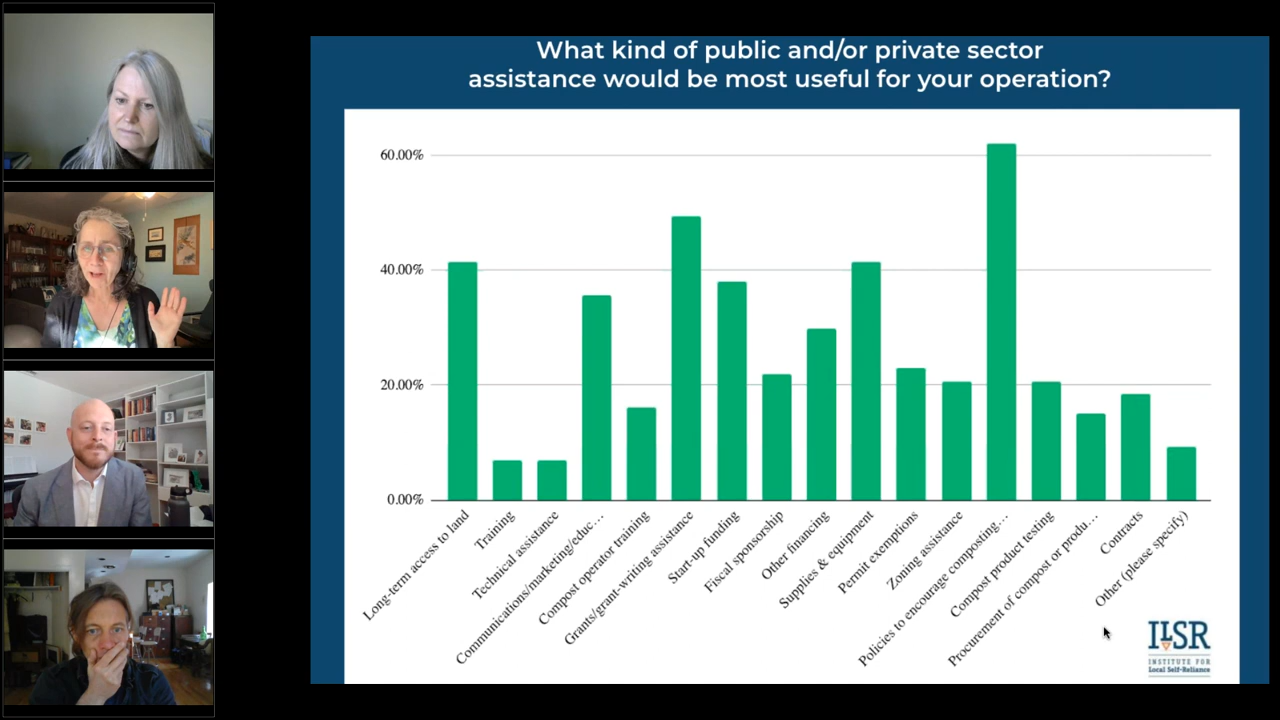 What kind of public and/or private sector
assistance would be most useful for your operation?
60.00%
40.00%
20.00%
0.00%
Long-term access to land
Training
Technical assistance
Communications/marketing/educ...
Compost operator training
Grants/grant-writing assistance
Start-up funding
Fiscal sponsorship
Other financing
Supplies & equipment
Permit exemptions
Zoning assistance
Policies to encourage composting...
Compost product testing
Procurement of compost or produ...
Contracts
Other (please specify)
ILSR
INSTITUTE FOR
Local Self-Reliance